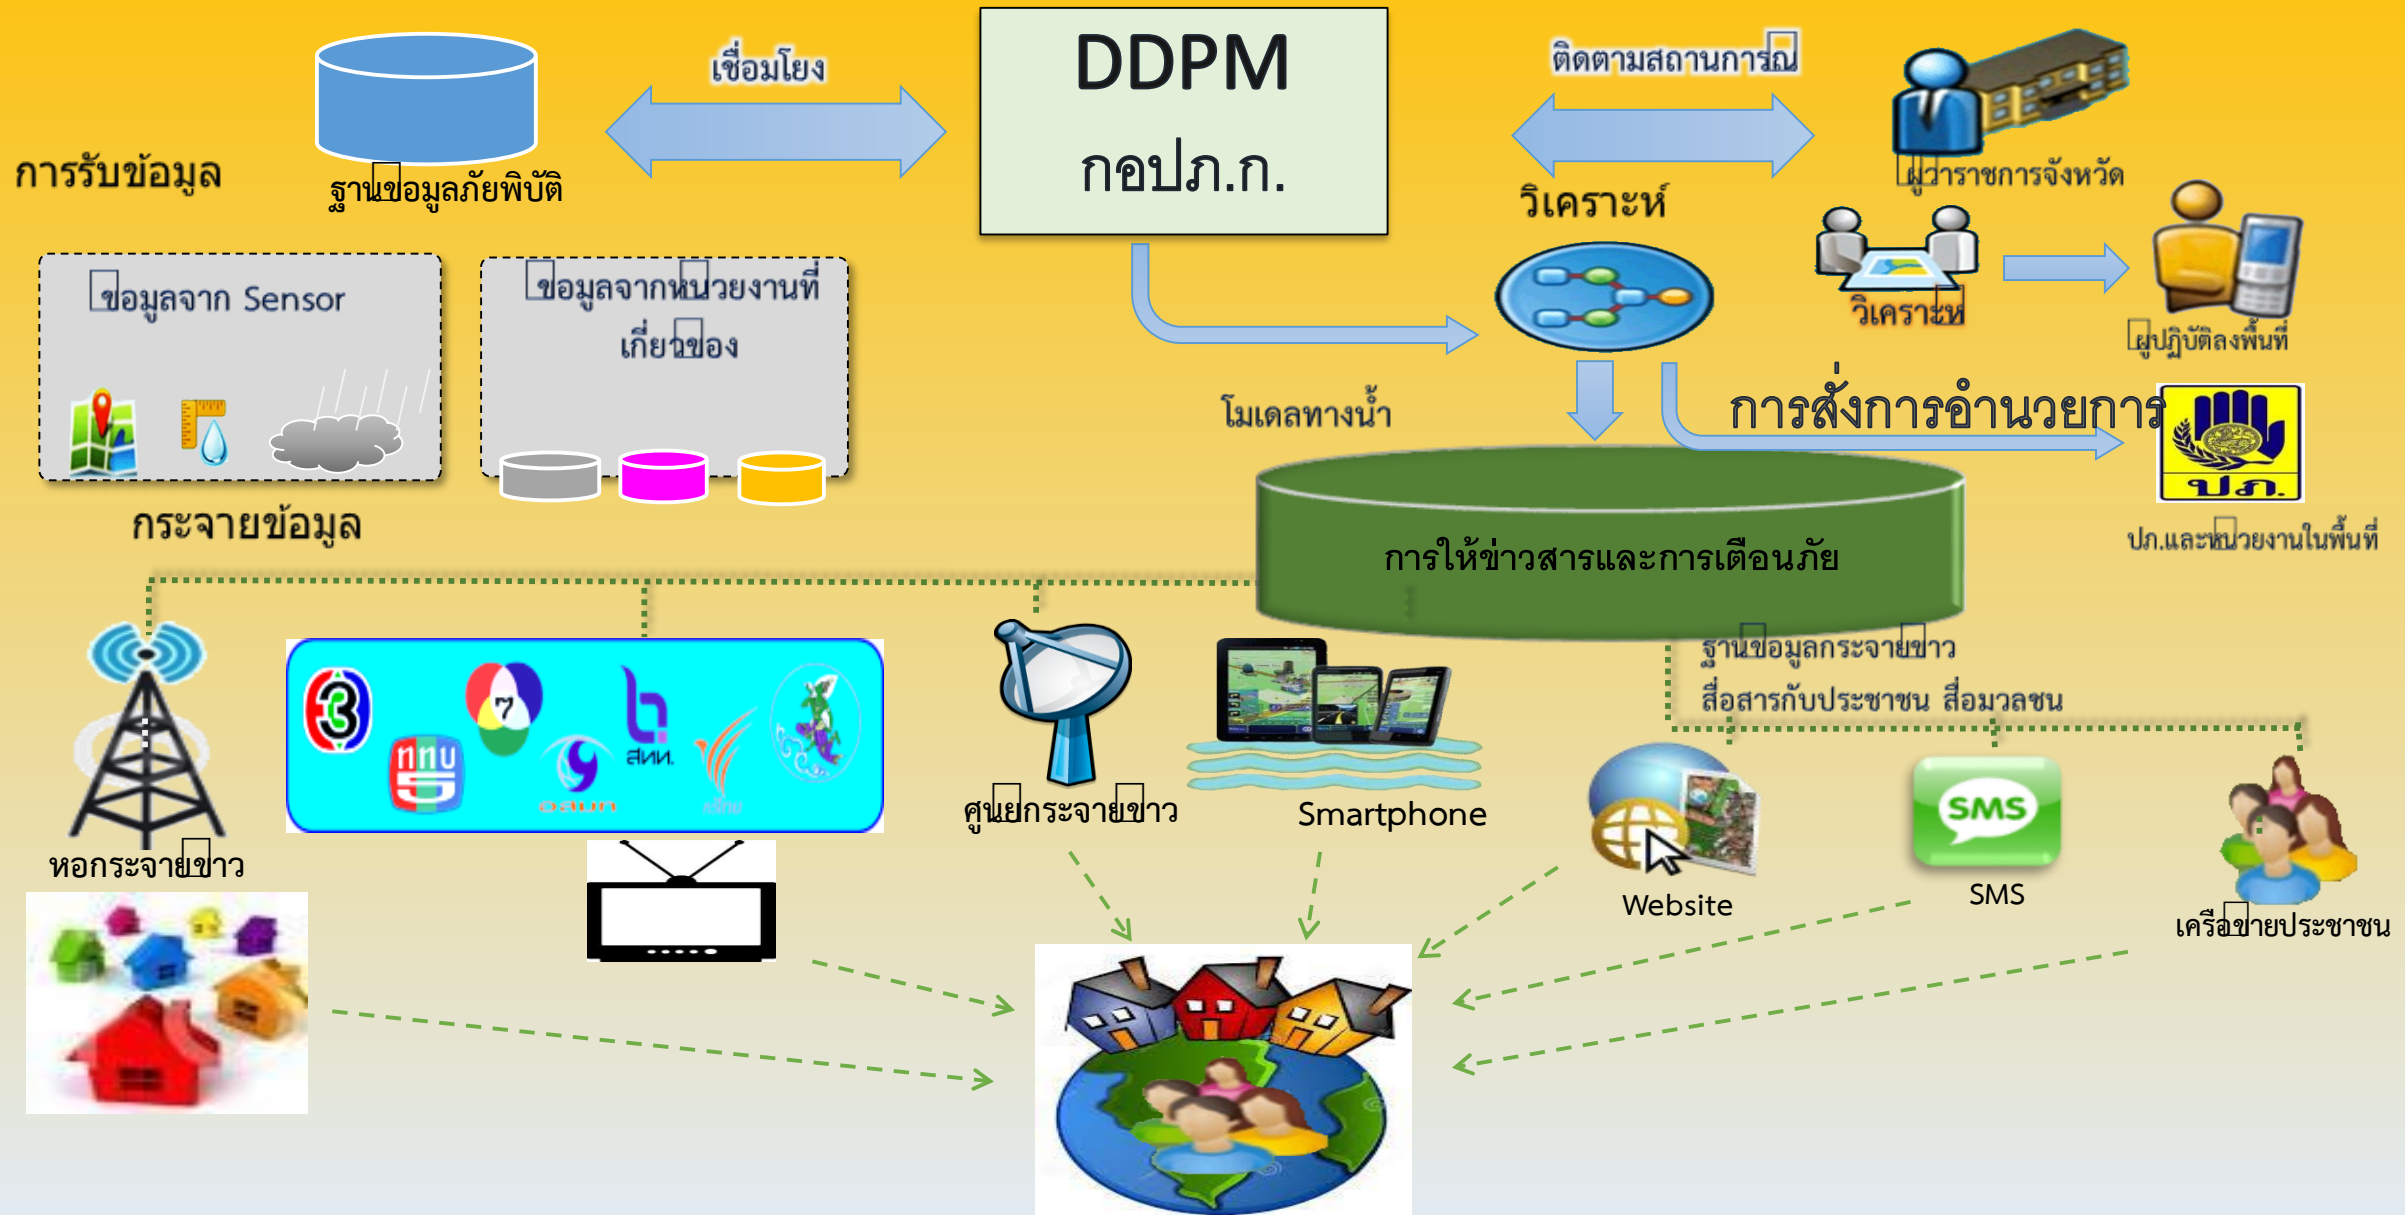 DDPM
กอปภ.ก.
เชื่อมโยง
ติดตามสถานการณ
การรับข้อมูล
ฐานขอมูลภัยพิบัติ
ผูวาราชการจังหวัด
วิเคราะห์
ขอมูลจาก Sensor
ขอมูลจากหนวยงานที่
เกี่ยวของ
วิเคราะห
ผูปฏิบัติลงพื้นที่
โมเดลทางน้ำ
การสั่งการอำนวยการ
ปภ.
ปภ.และหนวยงานในพื้นที่
กระจายข้อมูล
การให้ข่าวสารและการเตือนภัย
ฐานขอมูลกระจายขาว
สื่อสารกับประชาชน สื่อมวลชน
3
ททบ
5
7
อสมท
สทท.
หอกระจายขาว
ศูนยกระจายขาว
Smartphone
Website
SMS
SMS
เครือขายประชาชน